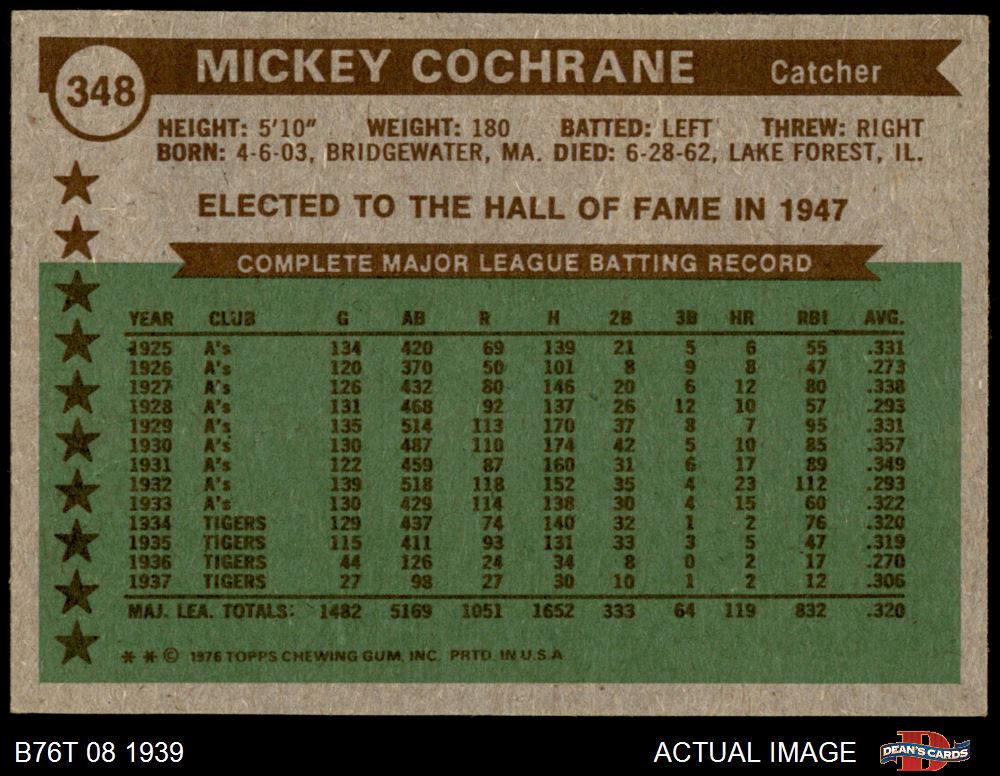 348
MICKEY COCHRANE Catcher
HEIGHT: 5'10" WEIGHT: 180 BATTED: LEFT THREW: RIGHT
BORN: 4-6-03, BRIDGEWATER, MA. DIED: 6-28-62, LAKE FOREST, IL.
ELECTED TO THE HALL OF FAME IN 1947
COMPLETE MAJOR LEAGUE BATTING RECORD
YEAR CLUB G AB R H 2B 3B HR RBI AVG.
1925 A's 134 420 69 139 21 5 6 55 .331
1926 A's 120 370 50 101 8 9 8 47 .273
1927 A's 126 432 80 146 20 6 12 80 .338
1928 A's 131 468 92 137 26 12 10 57 .293
1929 A's 135 514 113 170 37 8 7 95 .331
1930 A's 130 487 110 174 42 5 10 85 .357
1931 A's 122 459 87 160 31 6 17 89 .349
1932 A's 139 518 118 152 35 4 23 112 .293
1933 A's 130 429 114 138 30 4 15 60 .322
1934 TIGERS 129 437 74 140 32 1 2 76 .320
1935 TIGERS 115 411 93 131 33 3 5 47 .319
1936 TIGERS 44 126 24 34 8 0 2 17 .270
1937 TIGERS 27 98 27 30 10 1 2 12 .306
MAJ. LEA. TOTALS: 1482 5169 1051 1652 333 64 119 832 .320
* * © 1976 TOPPS CHEWING GUM, INC. PRTD. IN U.S.A
B76T 08 1939 ACTUAL IMAGE DEAN'S CARDS